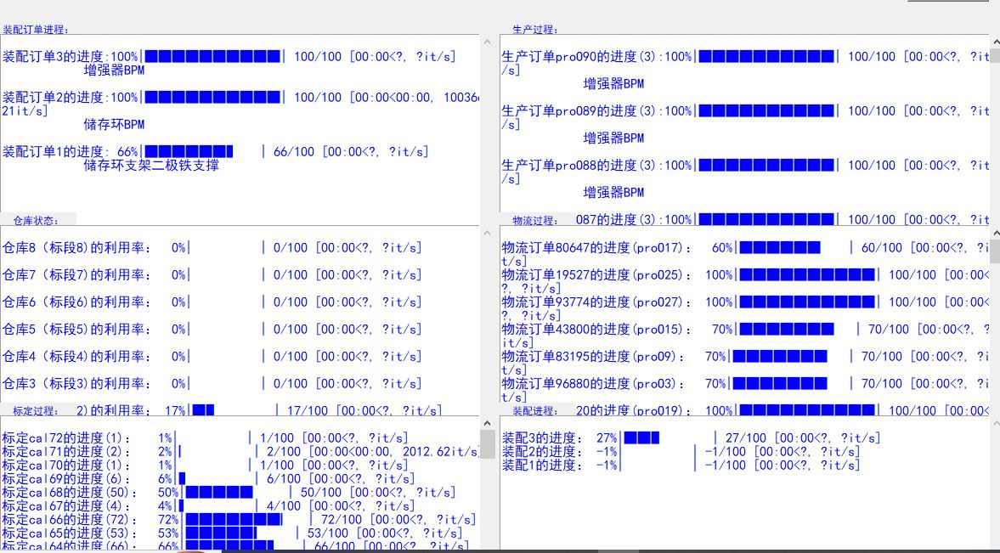 装配订单进程:
装配订单3的进度:100%|██████████| 100/100 [00:00<?, ?it/s]
增强器BPM
装配订单2的进度:100%|██████████| 100/100 [00:00<00:00, 10036
21it/s]
储存环BPM
装配订单1的进度: 66%|██████▌   | 66/100 [00:00<?, ?it/s]
储存环支架二极铁支撑
生产过程:
生产订单pro090的进度(3):100%|██████████| 100/100 [00:00<?, ?it
/s]
增强器BPM
生产订单pro089的进度(3):100%|██████████| 100/100 [00:00<?, ?it
/s]
增强器BPM
生产订单pro088的进度(3):100%|██████████| 100/100 [00:00<?, ?it
/s]
增强器BPM
087的进度(3):100%|██████████| 100/100 [00:00<?, ?it
仓库状态:
仓库8（标段8)的利用率:  0%|          | 0/100 [00:00<?, ?it/s]
仓库7（标段7)的利用率:  0%|          | 0/100 [00:00<?, ?it/s]
仓库6（标段6)的利用率:  0%|          | 0/100 [00:00<?, ?it/s]
仓库5（标段5)的利用率:  0%|          | 0/100 [00:00<?, ?it/s]
仓库4（标段4)的利用率:  0%|          | 0/100 [00:00<?, ?it/s]
仓库3（标段3)的利用率:  0%|          | 0/100 [00:00<?, ?it/s]
2)的利用率: 17%|█▋        | 17/100 [00:00<?, ?it/s]
物流过程:
物流订单80647的进度(pro017):  60%|██████    | 60/100 [00:00<?, ?i
t/s]
物流订单19527的进度(pro025): 100%|██████████| 100/100 [00:00<
?, ?it/s]
物流订单93774的进度(pro027): 100%|██████████| 100/100 [00:00<
?, ?it/s]
物流订单43800的进度(pro015):  70%|███████   | 70/100 [00:00<?, ?
it/s]
物流订单83195的进度(pro09):  70%|███████   | 70/100 [00:00<?, ?i
t/s]
物流订单96880的进度(pro03):  70%|███████   | 70/100 [00:00<?, ?i
t/s]
20的进度(pro019): 100%|██████████| 100/100 [00:00<
标定过程:
标定cal72的进度(1):   1%|          | 1/100 [00:00<?, ?it/s]
标定cal71的进度(2):   2%|▏         | 2/100 [00:00<00:00, 2012.62it/s]
标定cal70的进度(1):   1%|          | 1/100 [00:00<?, ?it/s]
标定cal69的进度(6):   6%|▌         | 6/100 [00:00<?, ?it/s]
标定cal68的进度(50):  50%|█████     | 50/100 [00:00<?, ?it/s]
标定cal67的进度(4):   4%|▍         | 4/100 [00:00<?, ?it/s]
标定cal66的进度(72):  72%|███████▏  | 72/100 [00:00<?, ?it/s]
标定cal65的进度(53):  53%|█████▎    | 53/100 [00:00<?, ?it/s]
标定cal64的进度(66):  66%|██████▌   | 66/100 [00:00<?, ?it/s]
装配进程:
装配3的进度: 27%|██▋       | 27/100 [00:00<?, ?it/s]
装配2的进度: -1%|          | -1/100 [00:00<?, ?it/s]
装配1的进度: -1%|          | -1/100 [00:00<?, ?it/s]